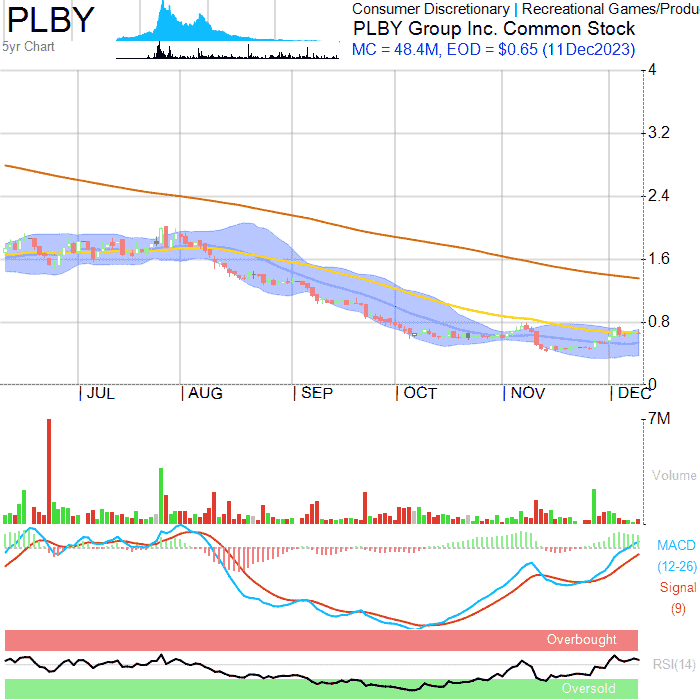 PLBY
5yr Chart
Consumer Discretionary | Recreational Games/Produ
PLBY Group Inc. Common Stock
MC = 48.4M, EOD = $0.65 (11Dec2023)
4
3.2
2.4
1.6
0.8
0
JUL AUG SEP OCT NOV DEC
7M
Volume
MACD
(12-26)
Signal
(9)
Overbought
RSI(14)
Oversold